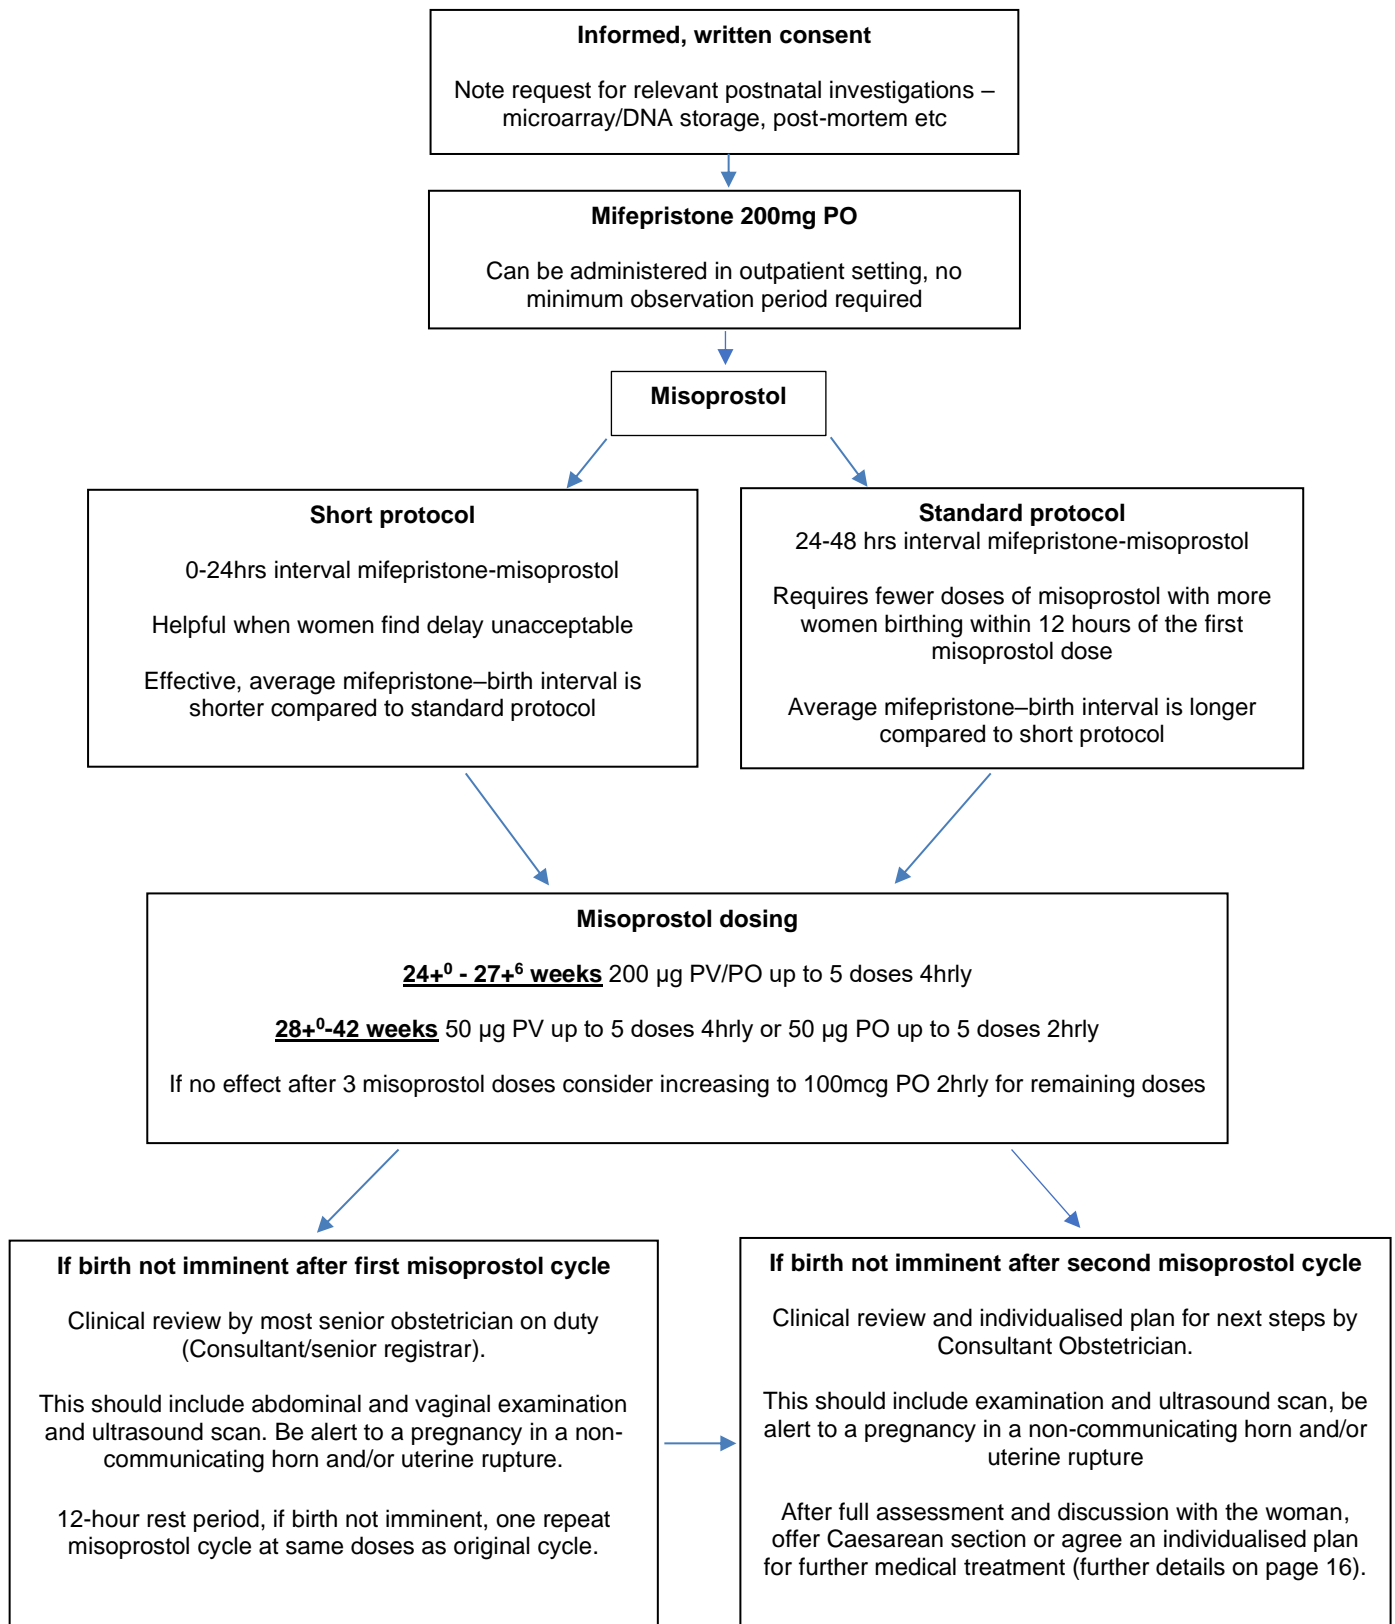 Informed, written consent
Note request for relevant postnatal investigations –
microarray/DNA storage, post-mortem etc
Mifepristone 200mg PO
Can be administered in outpatient setting, no
minimum observation period required
Misoprostol
Short protocol
0-24hrs interval mifepristone-misoprostol
Helpful when women find delay unacceptable
Effective, average mifepristone–birth interval is
shorter compared to standard protocol
Standard protocol
24-48 hrs interval mifepristone-misoprostol
Requires fewer doses of misoprostol with more
women birthing within 12 hours of the first
misoprostol dose
Average mifepristone–birth interval is longer
compared to short protocol
Misoprostol dosing
24+⁰ - 27+⁶ weeks 200 µg PV/PO up to 5 doses 4hrly
28+⁰-42 weeks 50 µg PV up to 5 doses 4hrly or 50 µg PO up to 5 doses 2hrly
If no effect after 3 misoprostol doses consider increasing to 100mcg PO 2hrly for remaining doses
If birth not imminent after first misoprostol cycle
Clinical review by most senior obstetrician on duty
(Consultant/senior registrar).
This should include abdominal and vaginal examination
and ultrasound scan. Be alert to a pregnancy in a non-
communicating horn and/or uterine rupture.
12-hour rest period, if birth not imminent, one repeat
misoprostol cycle at same doses as original cycle.
If birth not imminent after second misoprostol cycle
Clinical review and individualised plan for next steps by
Consultant Obstetrician.
This should include examination and ultrasound scan, be
alert to a pregnancy in a non-communicating horn and/or
uterine rupture
After full assessment and discussion with the woman,
offer Caesarean section or agree an individualised plan
for further medical treatment (further details on page 16).